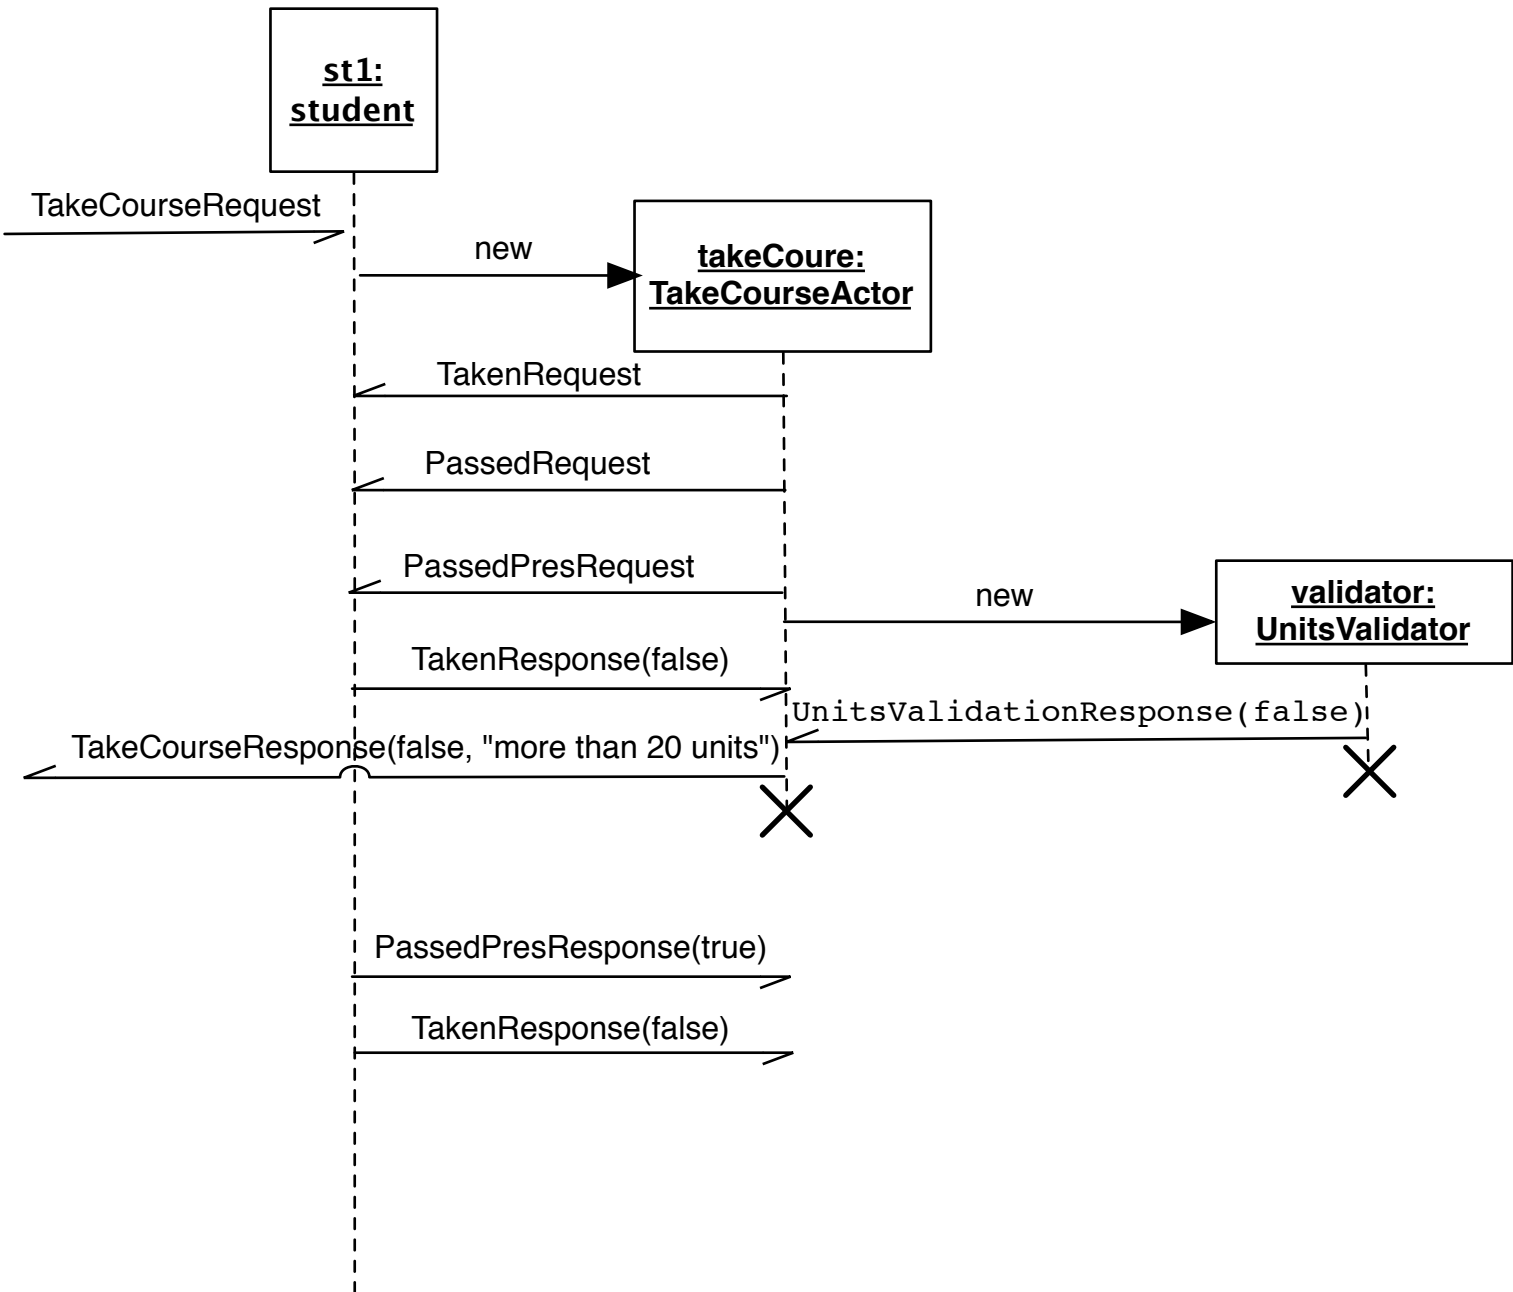 st1:
student
TakeCourseRequest
new
takeCoure:
TakeCourseActor
TakenRequest
PassedRequest
PassedPresRequest
new
validator:
UnitsValidator
TakenResponse(false)
UnitsValidationResponse(false)
TakeCourseResponse(false, "more than 20 units")
PassedPresResponse(true)
TakenResponse(false)